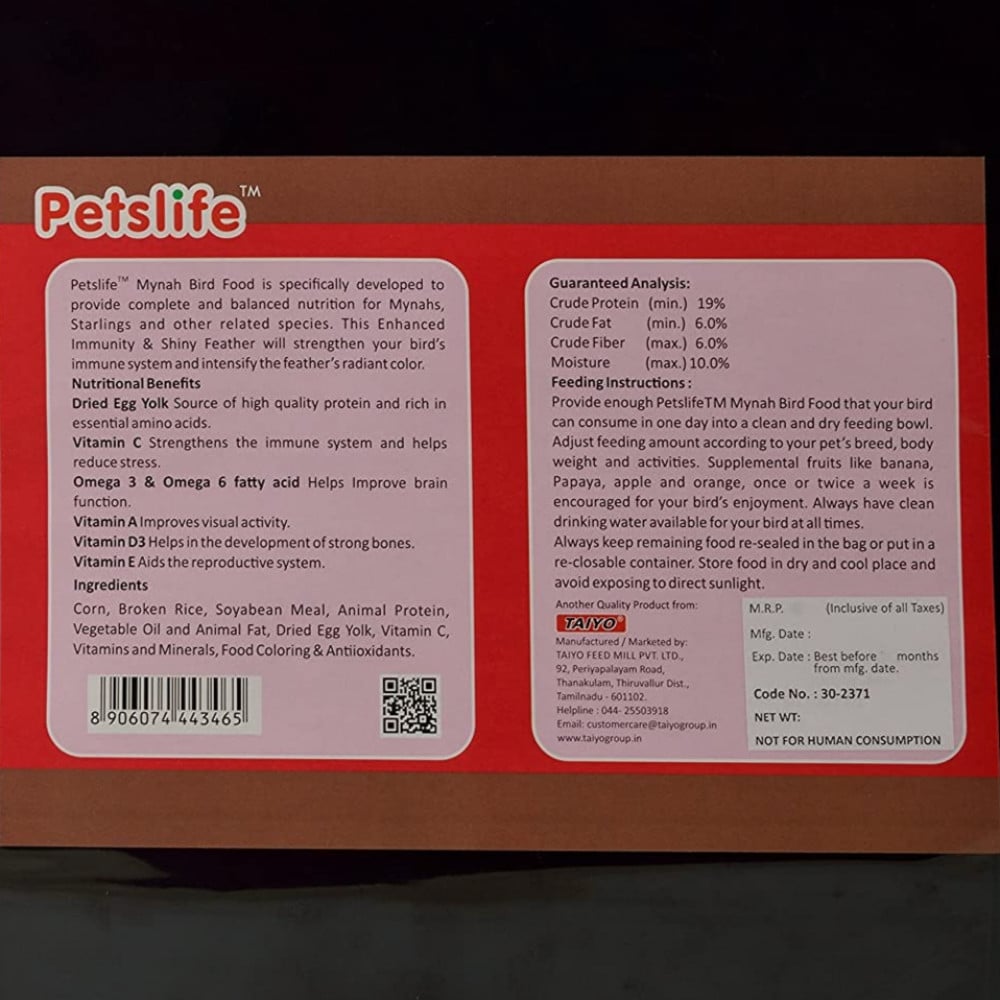 Petslife™
Petslife™ Mynah Bird Food is specifically developed to
provide complete and balanced nutrition for Mynahs,
Starlings and other related species. This Enhanced
Immunity & Shiny Feather will strengthen your bird's
immune system and intensify the feather's radiant color.
Nutritional Benefits
Dried Egg Yolk Source of high quality protein and rich in
essential amino acids.
Vitamin C Strengthens the immune system and helps
reduce stress.
Omega 3 & Omega 6 fatty acid Helps Improve brain
function.
Vitamin A Improves visual activity.
Vitamin D3 Helps in the development of strong bones.
Vitamin E Aids the reproductive system.
Ingredients
Corn, Broken Rice, Soyabean Meal, Animal Protein,
Vegetable Oil and Animal Fat, Dried Egg Yolk, Vitamin C,
Vitamins and Minerals, Food Coloring & Antiioxidants.
8 906074 443465
Guaranteed Analysis:
Crude Protein (min.) 19%
Crude Fat (min.) 6.0%
Crude Fiber (max.) 6.0%
Moisture (max.) 10.0%
Feeding Instructions :
Provide enough PetslifeTM Mynah Bird Food that your bird
can consume in one day into a clean and dry feeding bowl.
Adjust feeding amount according to your pet's breed, body
weight and activities. Supplemental fruits like banana,
Papaya, apple and orange, once or twice a week is
encouraged for your bird's enjoyment. Always have clean
drinking water available for your bird at all times.
Always keep remaining food re-sealed in the bag or put in a
re-closable container. Store food in dry and cool place and
avoid exposing to direct sunlight.
Another Quality Product from:
TAIYO®
Manufactured / Marketed by:
TAIYO FEED MILL PVT. LTD.,
92, Periyapalayam Road,
Thanakulam, Thiruvallur Dist.,
Tamilnadu - 601102.
Helpline : 044- 25503918
Email: customercare@taiyogroup.in
www.taiyogroup.in
M.R.P. (Inclusive of all Taxes)
Mfg. Date :
Exp. Date : Best before months
from mfg. date.
Code No. : 30-2371
NET WT:
NOT FOR HUMAN CONSUMPTION